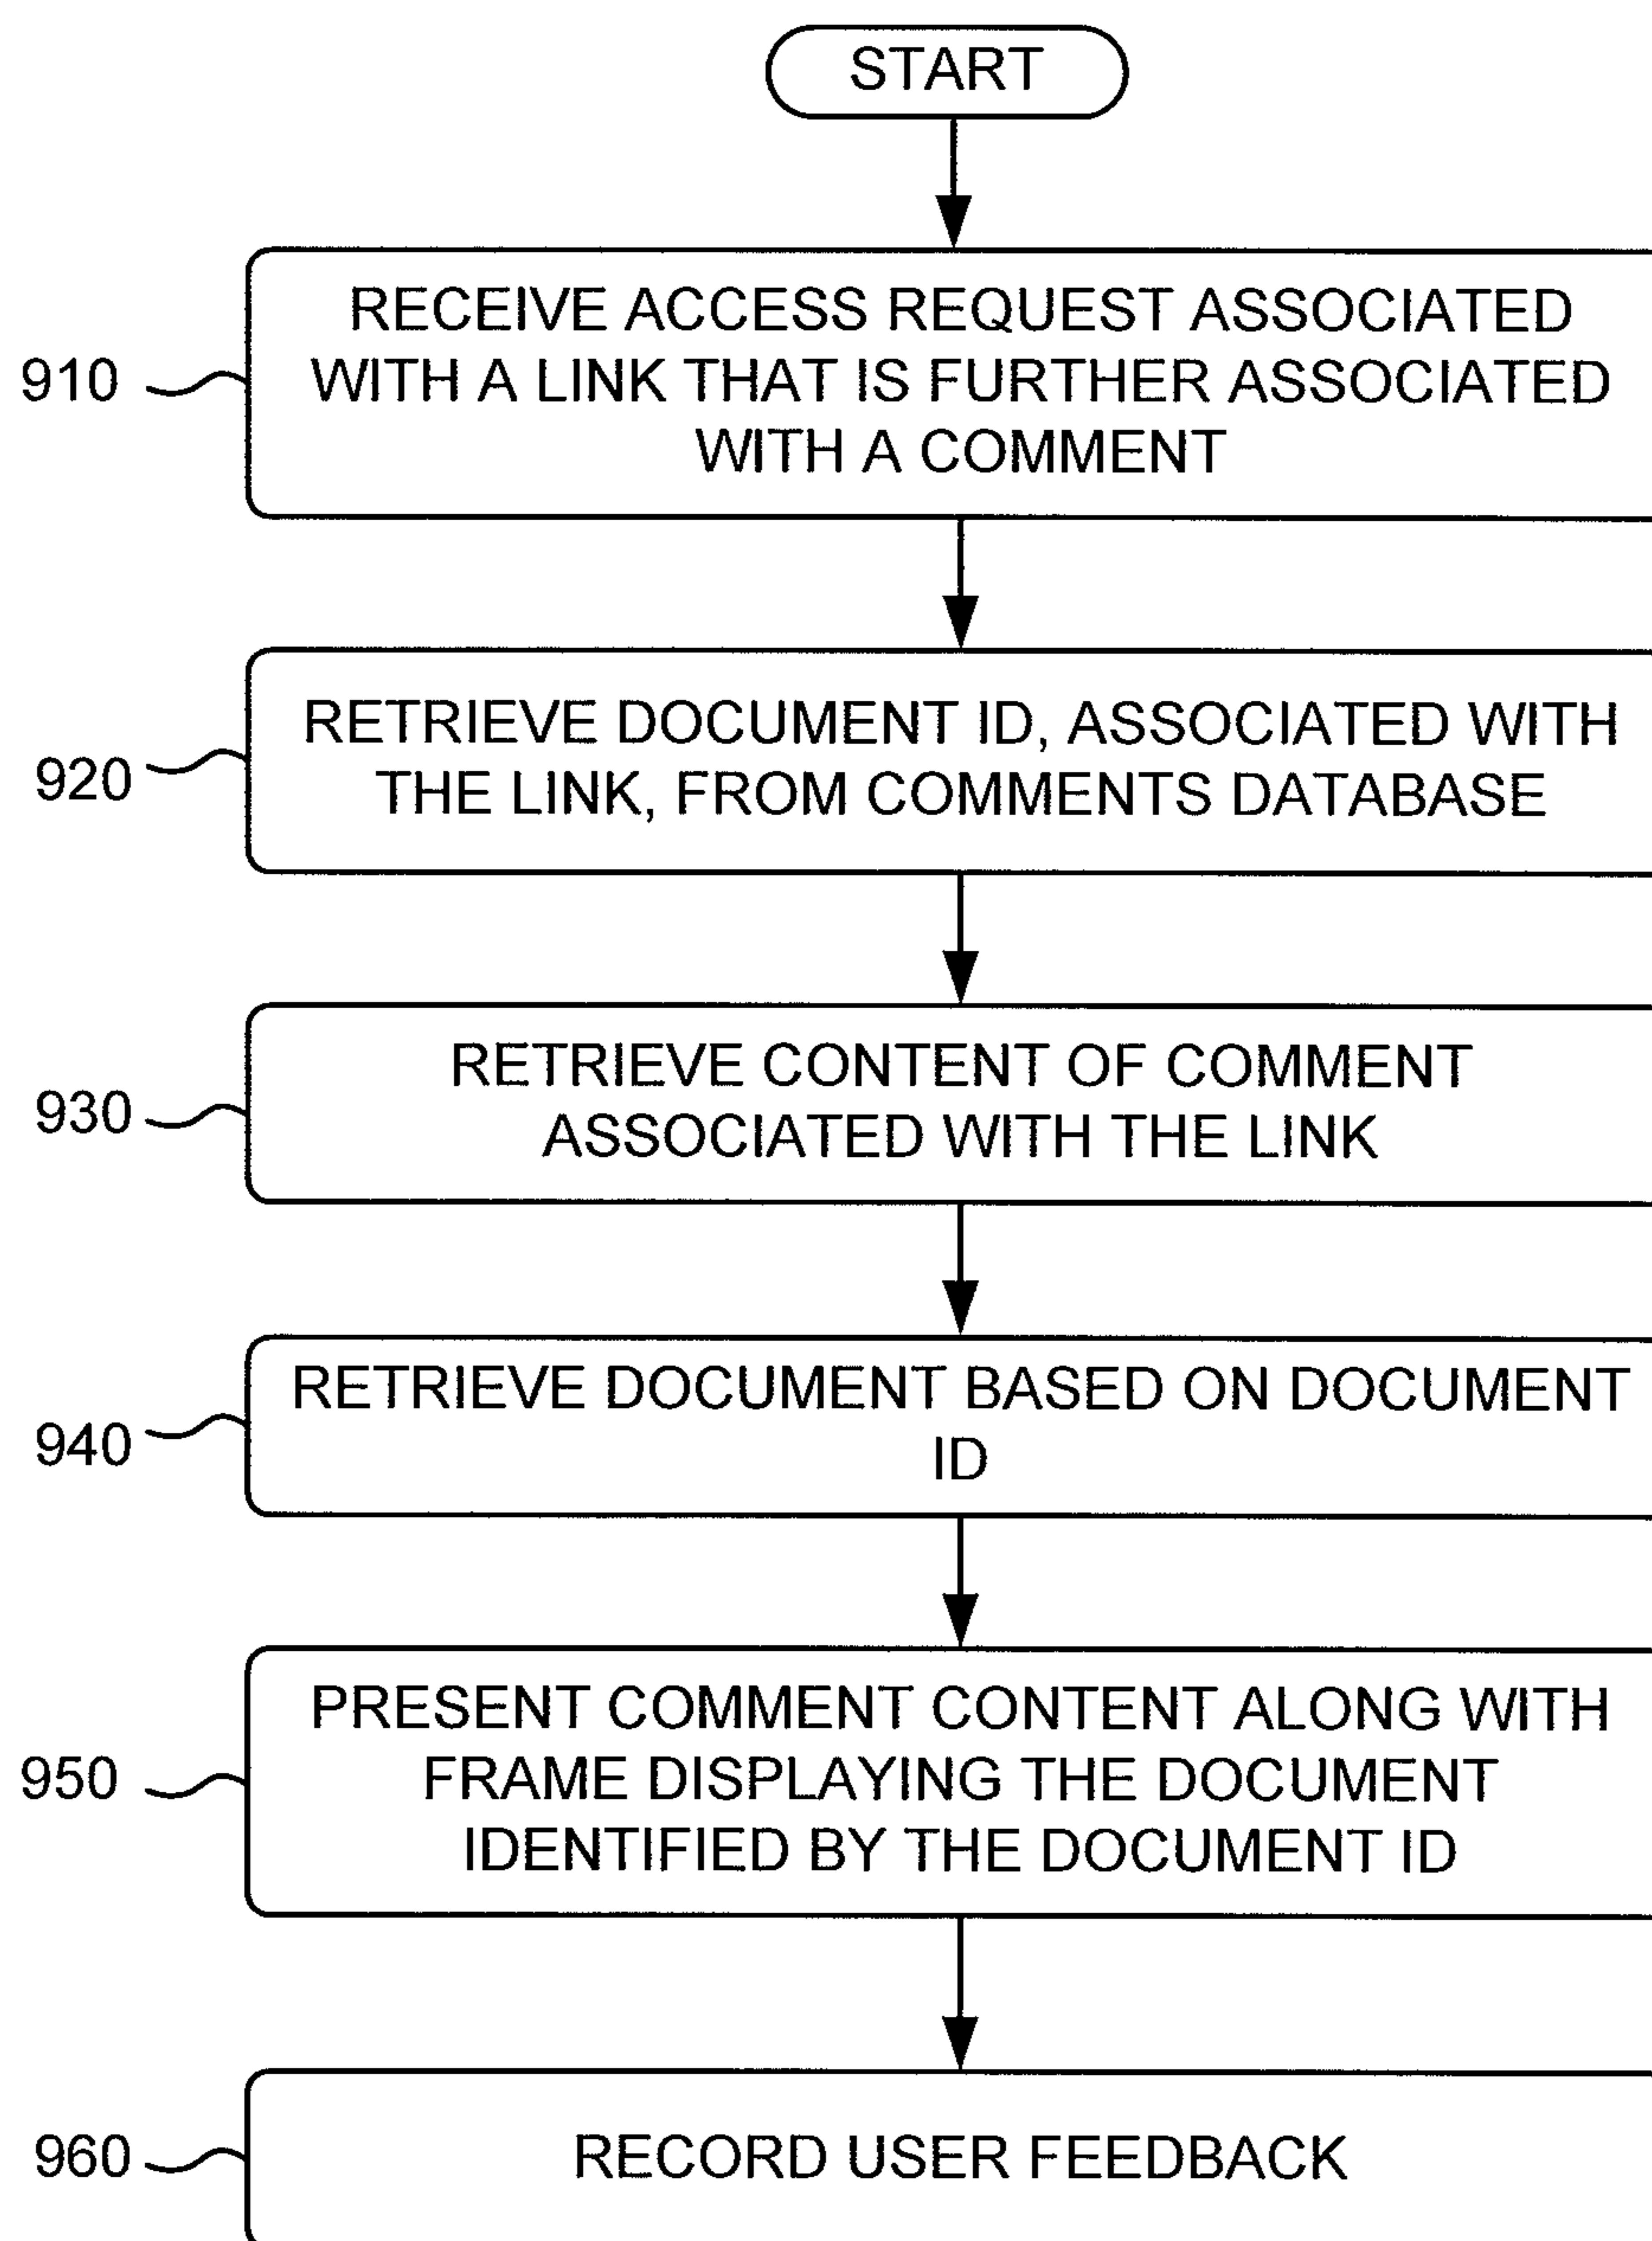 START
910
RECEIVE ACCESS REQUEST ASSOCIATED
WITH A LINK THAT IS FURTHER ASSOCIATED
WITH A COMMENT
920
RETRIEVE DOCUMENT ID, ASSOCIATED WITH
THE LINK, FROM COMMENTS DATABASE
930
RETRIEVE CONTENT OF COMMENT
ASSOCIATED WITH THE LINK
940
RETRIEVE DOCUMENT BASED ON DOCUMENT
ID
950
PRESENT COMMENT CONTENT ALONG WITH
FRAME DISPLAYING THE DOCUMENT
IDENTIFIED BY THE DOCUMENT ID
960
RECORD USER FEEDBACK